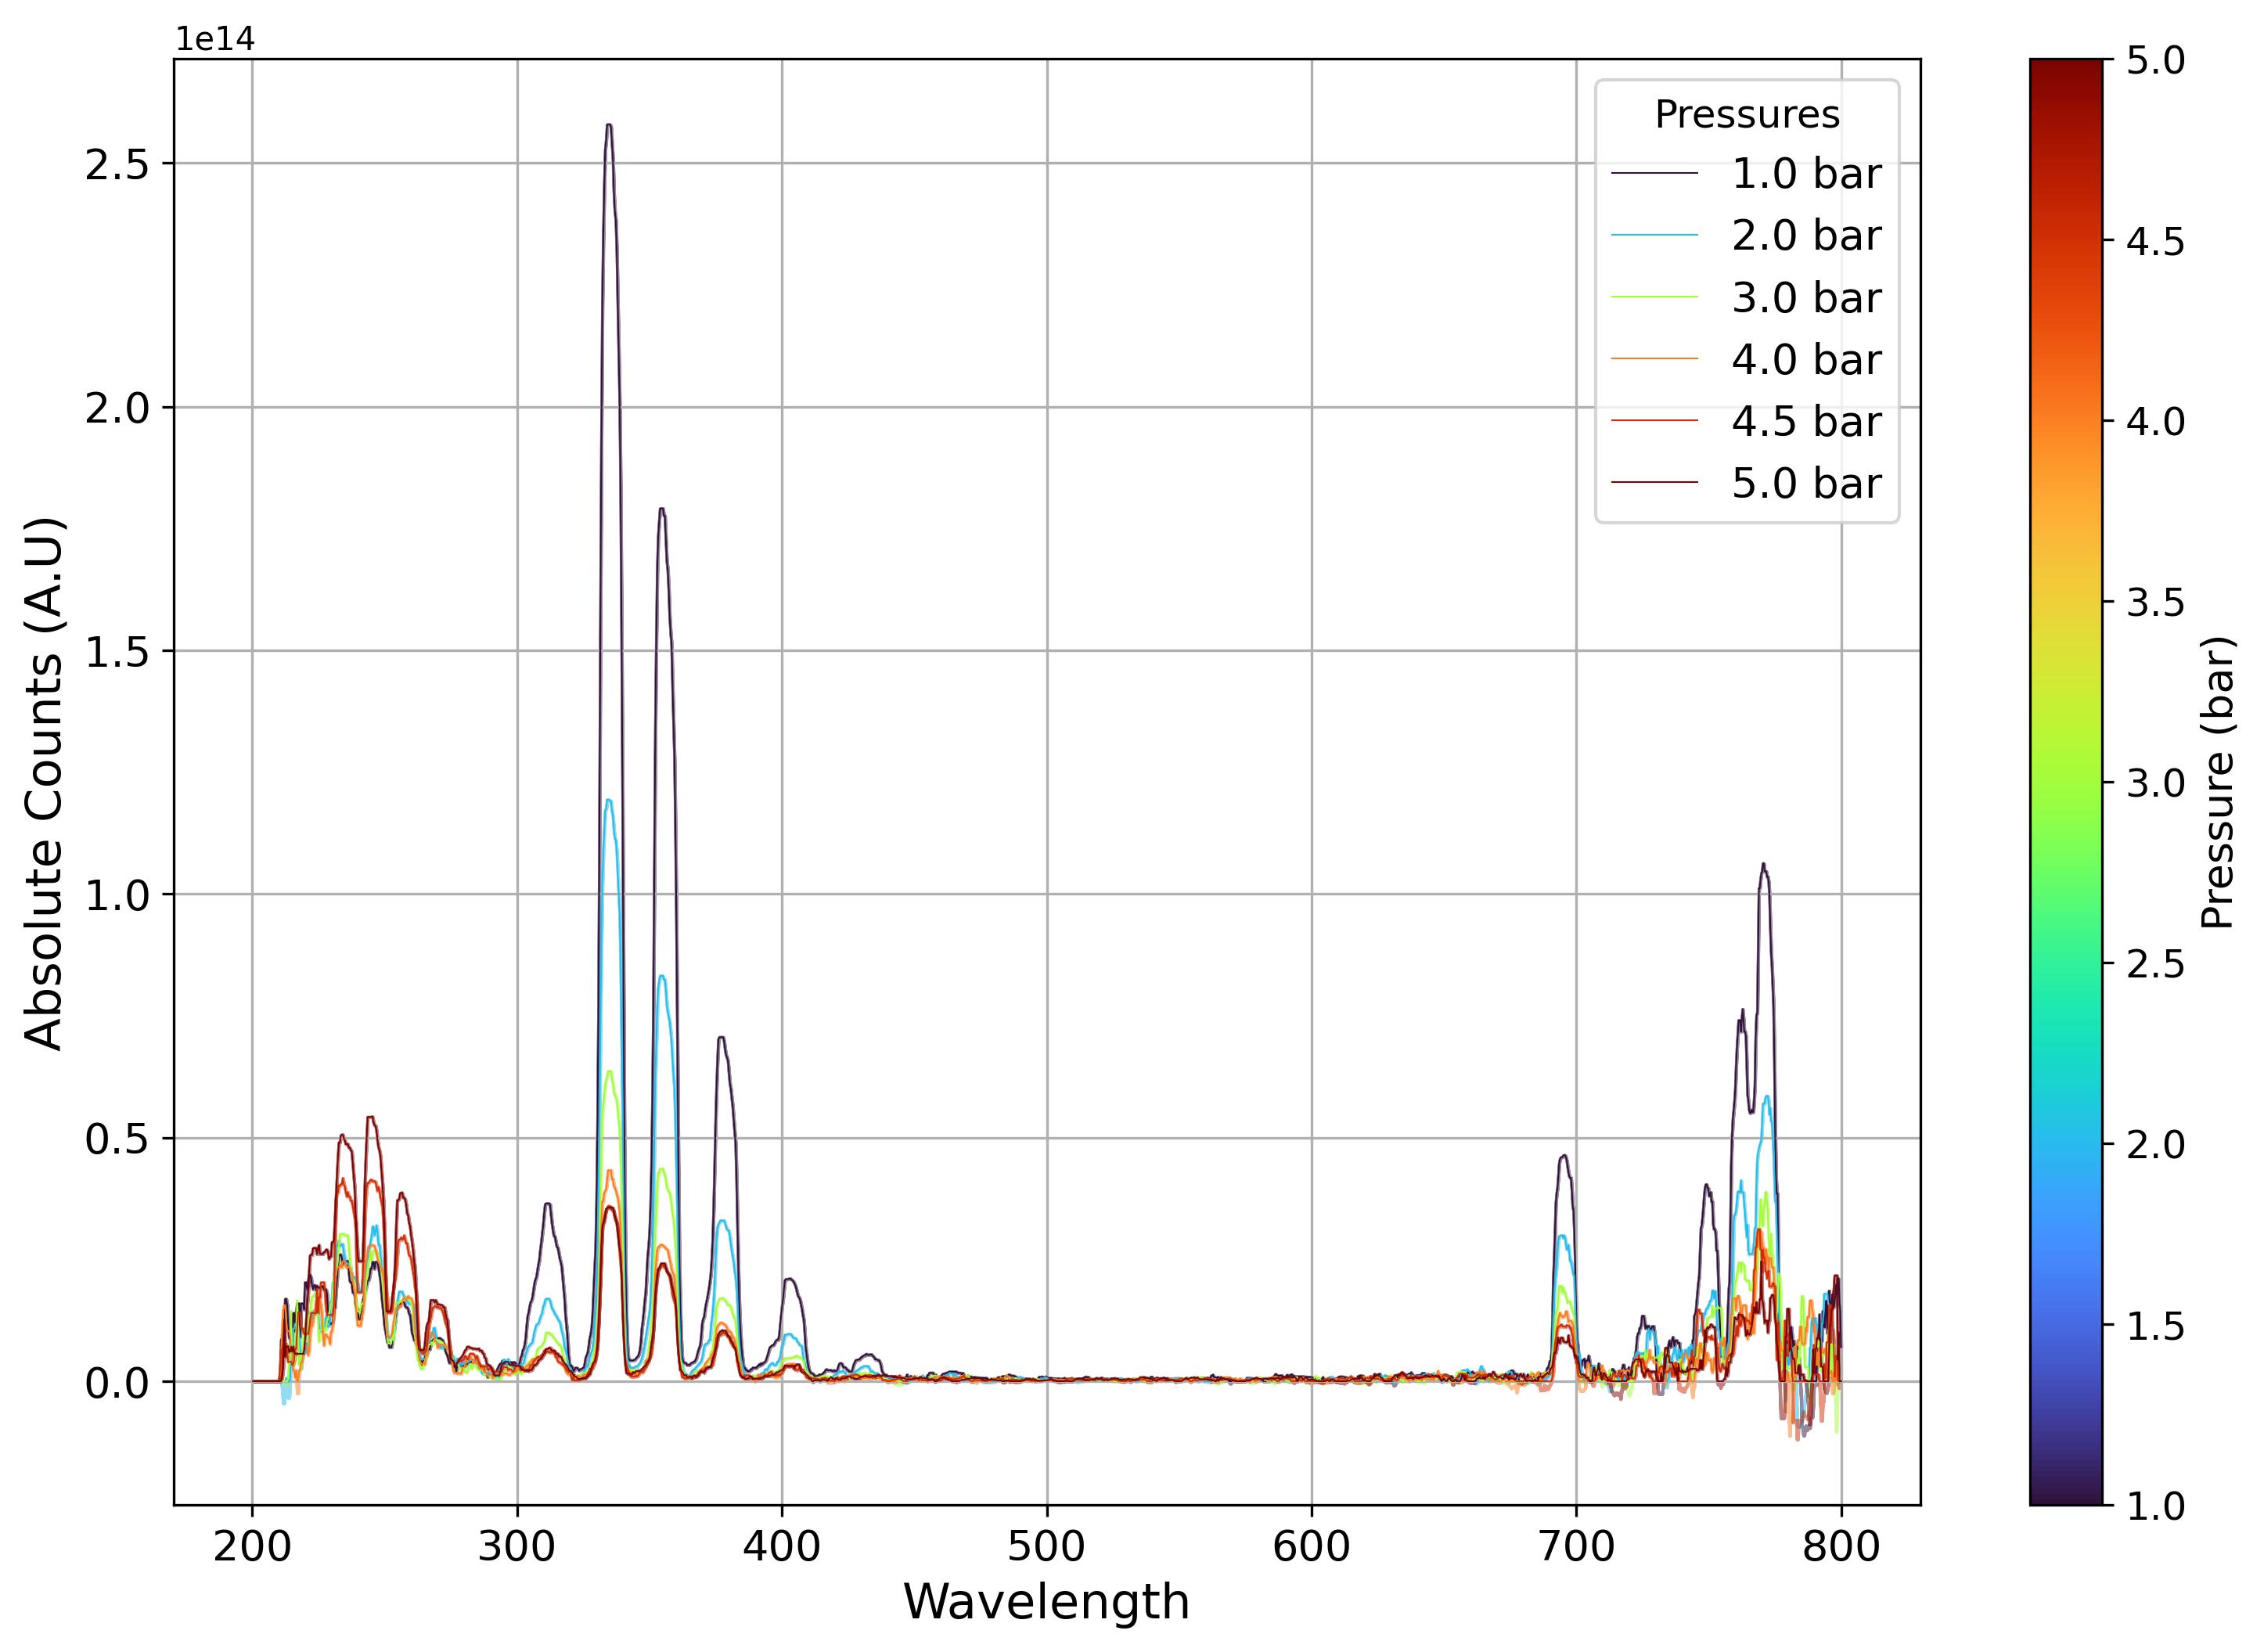 1e14
2.5
2.0
1.5
1.0
0.5
0.0
Absolute Counts (A.U)
200 300 400 500 600 700 800
Wavelength
Pressures
1.0 bar
2.0 bar
3.0 bar
4.0 bar
4.5 bar
5.0 bar
5.0
4.5
4.0
3.5
3.0
2.5
2.0
1.5
1.0
Pressure (bar)